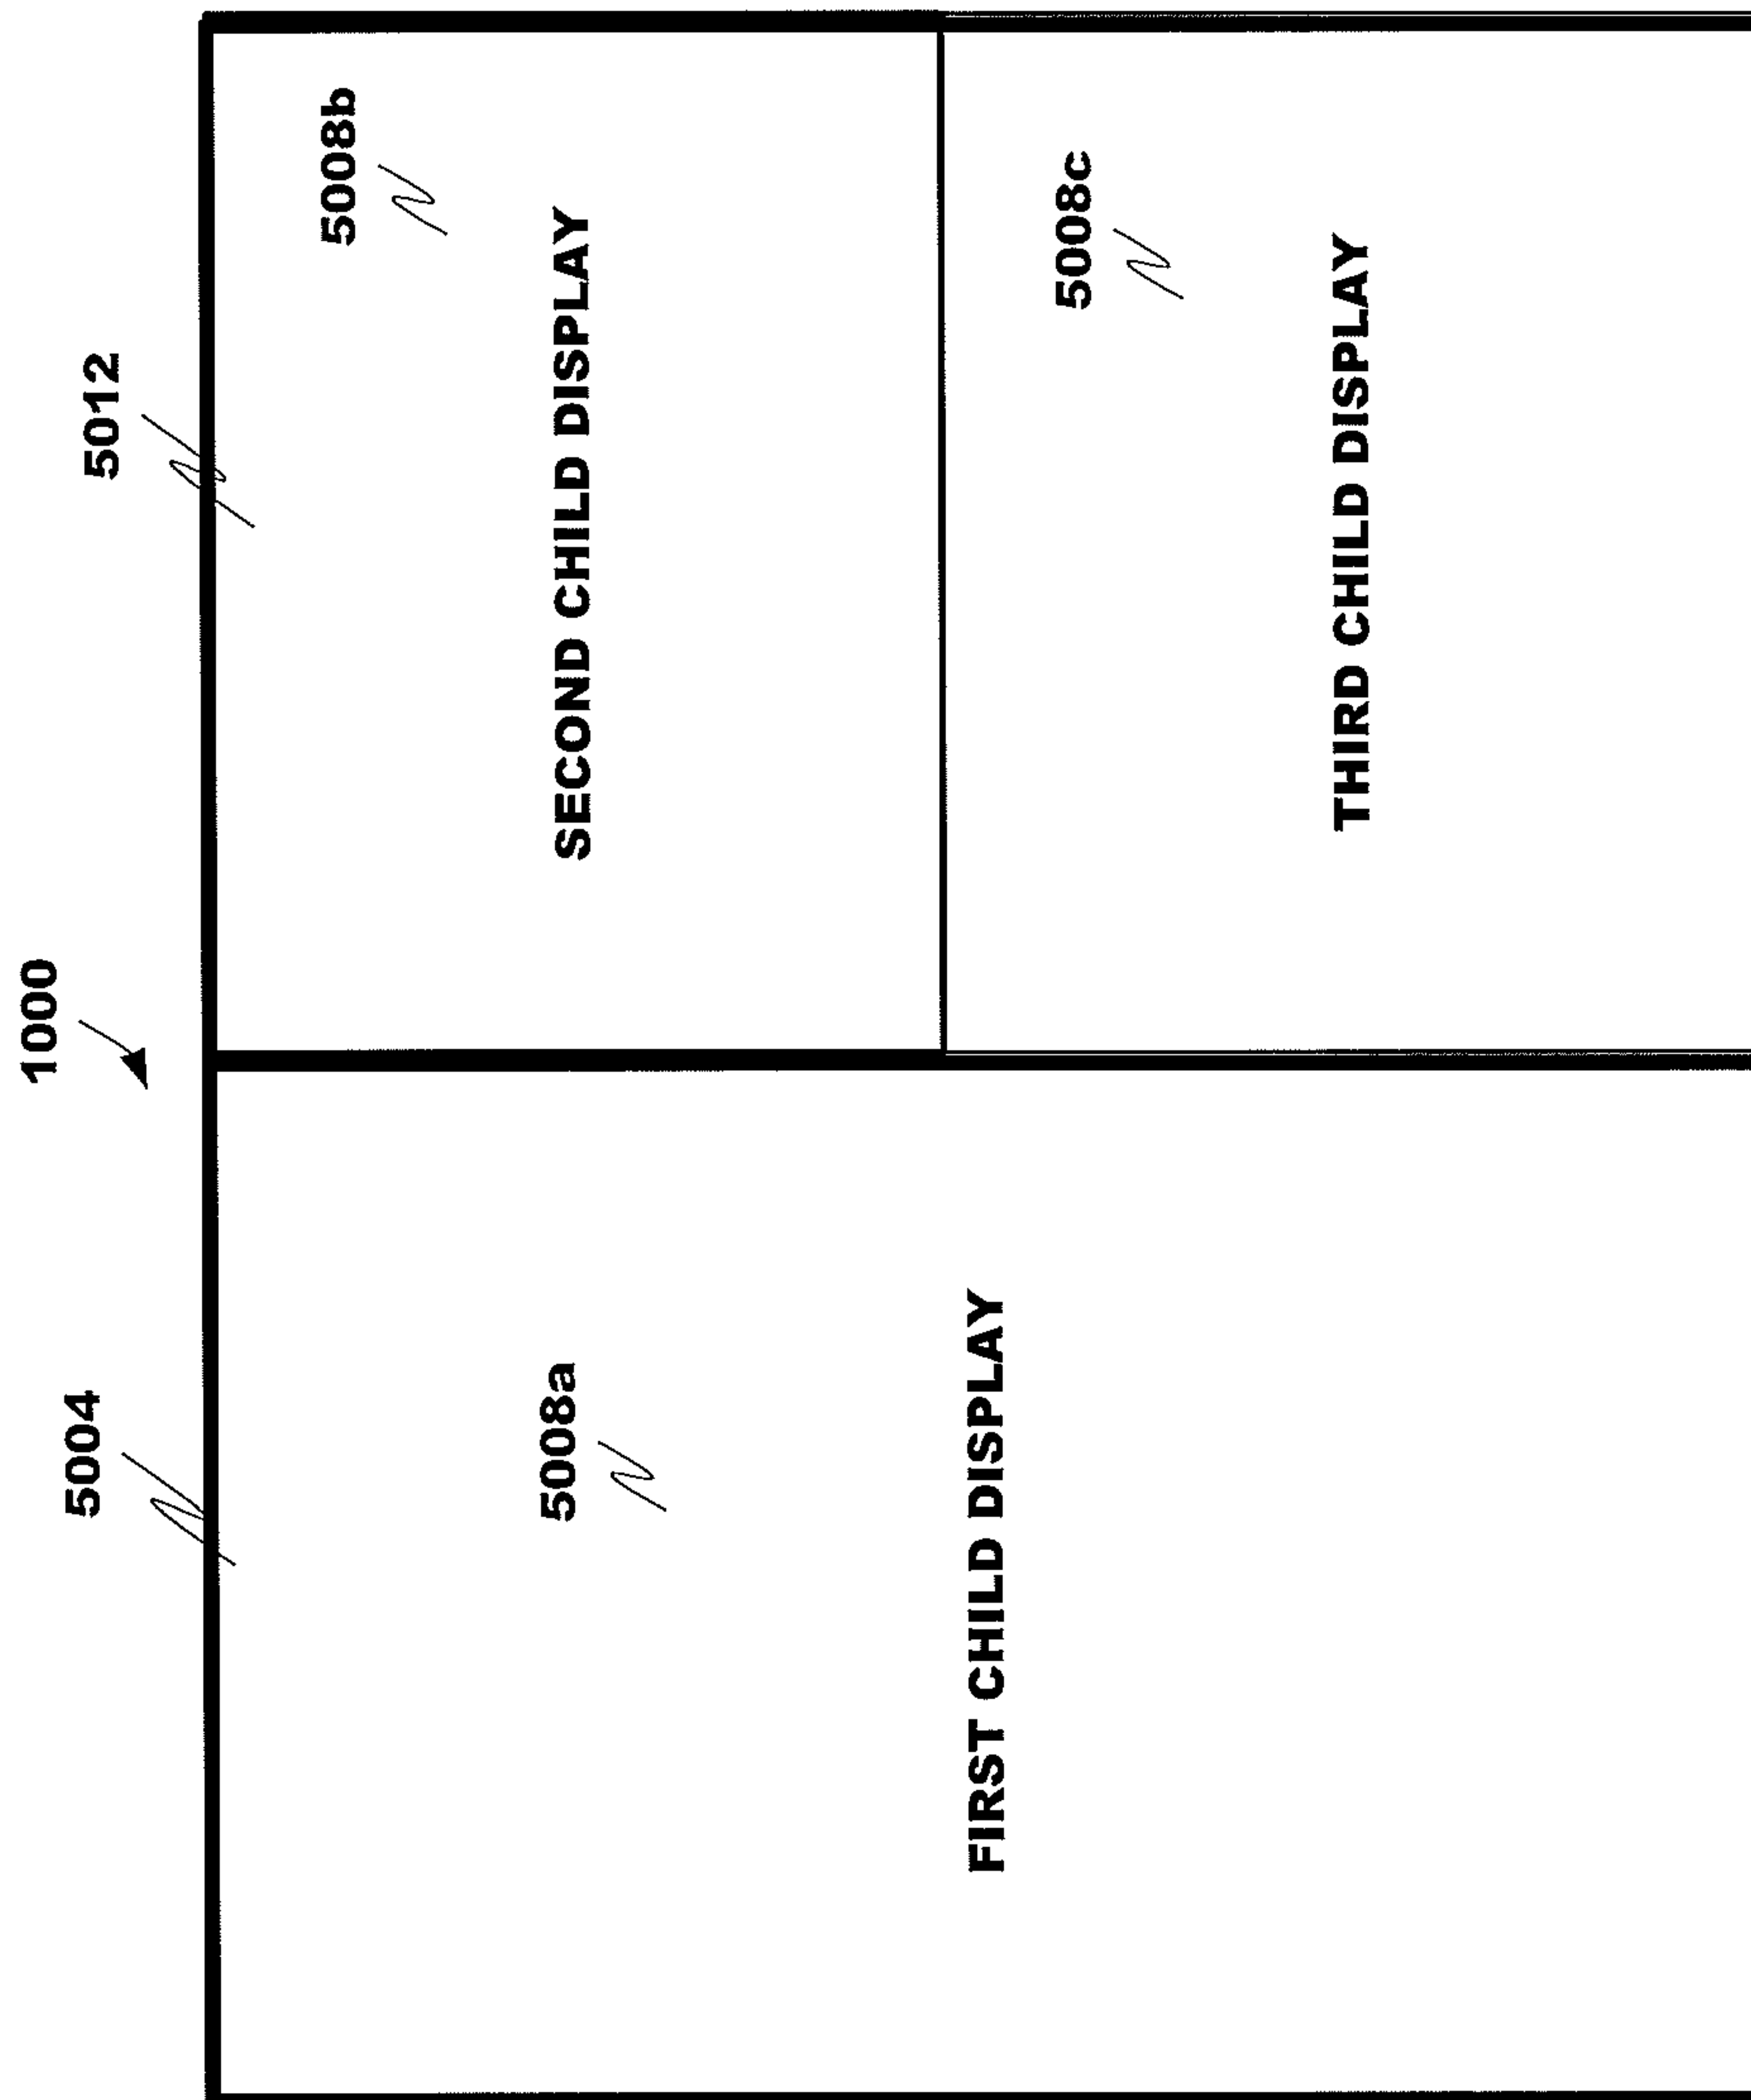 1000
5004
5012
5008a
FIRST CHILD DISPLAY
5008b
SECOND CHILD DISPLAY
5008c
THIRD CHILD DISPLAY